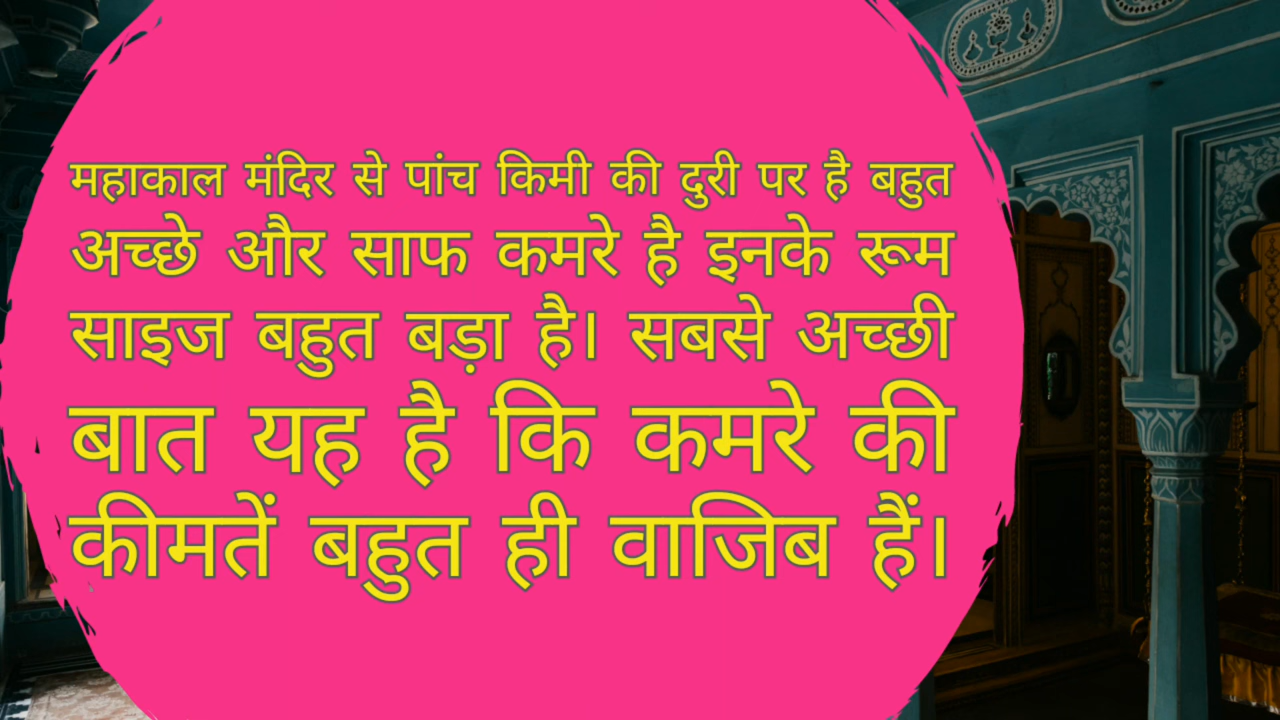 महाकाल मंदिर से पांच किमी की दुरी पर है बहुत
अच्छे और साफ कमरे है इनके रूम
साइज बहुत बड़ा है। सबसे अच्छी
बात यह है कि कमरे की
कीमतें बहुत ही वाजिब हैं।